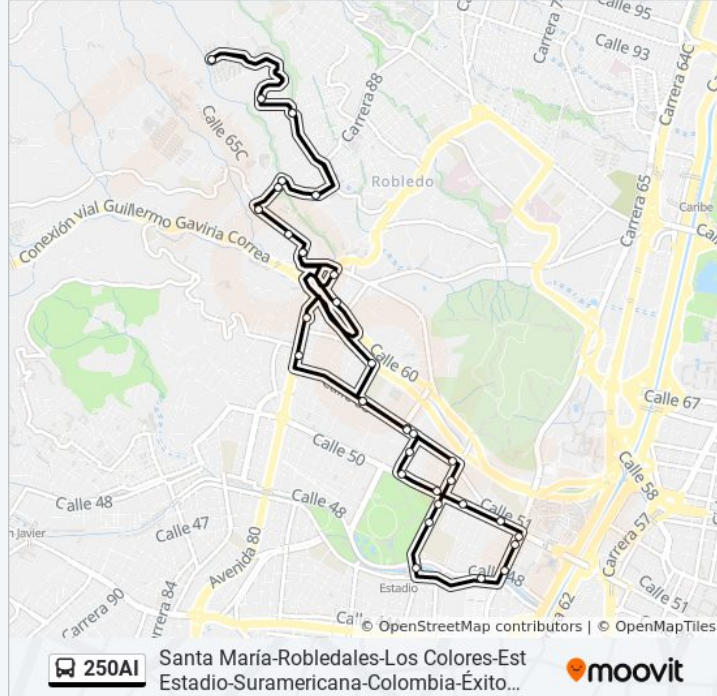 Calle 95
Carrera 7
Calle 93
Carrera 64C
Carrera 88
Calle 65C
Robledo
Carrera 65
Caribe
Conexión vial Guillermo Gaviria Correa
Calle 60
Calle 67
Calle 50
Calle 58
Calle 48
Calle 48
Calle 51
Calle 47
n Javier
Carrera 57
Avenida 80
Calle 48
Estadio
Calle 51
Carrera 84
Carrera 90
62
© OpenStreetMap contributors | © OpenMapTiles
250AI
Santa María-Robledales-Los Colores-Est
Estadio-Suramericana-Colombia-Éxito...
moovit